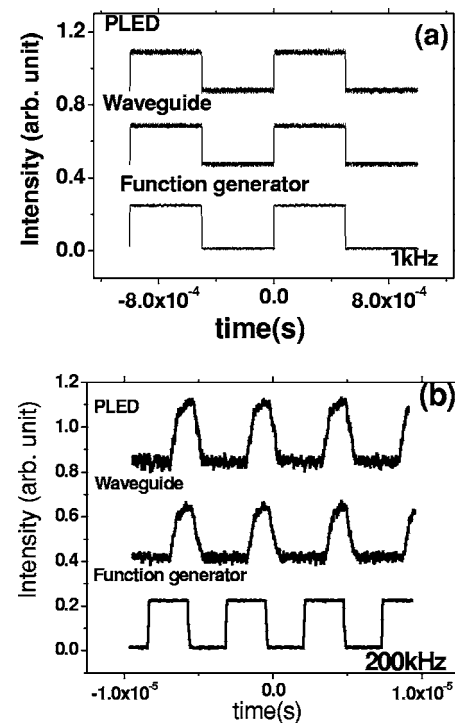 PLED
(a)
1.2
Waveguide
0.8
Function generator
0.4
0.0
1kHz
Intensity (arb. unit)
-8.0x10-4
0.0
8.0x10-4
time(s)
1.2
(b)
PLED
1.0
0.8
Waveguide
0.6
0.4
Function generator
0.2
0.0
200kHz
Intensity (arb. unit)
-1.0x10-5
0.0
1.0x10-5
time(s)